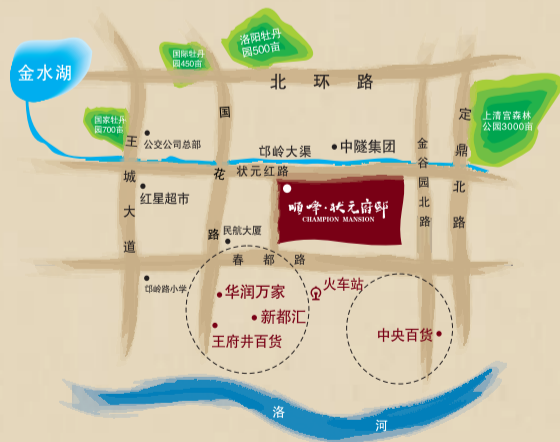 洛阳牡丹
园500亩
国际牡丹
园450亩
金水湖
北环路
国家牡丹
园700亩
上清宫森林
公园3000亩
王城大道
国花路
定鼎北路
金谷园北路
公交公司总部
邙岭大渠
中隧集团
状元红路
红星超市
順峰·狀元府邸
CHAMPION MANSION
民航大厦
春都路
邙岭路小学
火车站
华润万家
新都汇
王府井百货
中央百货
洛河